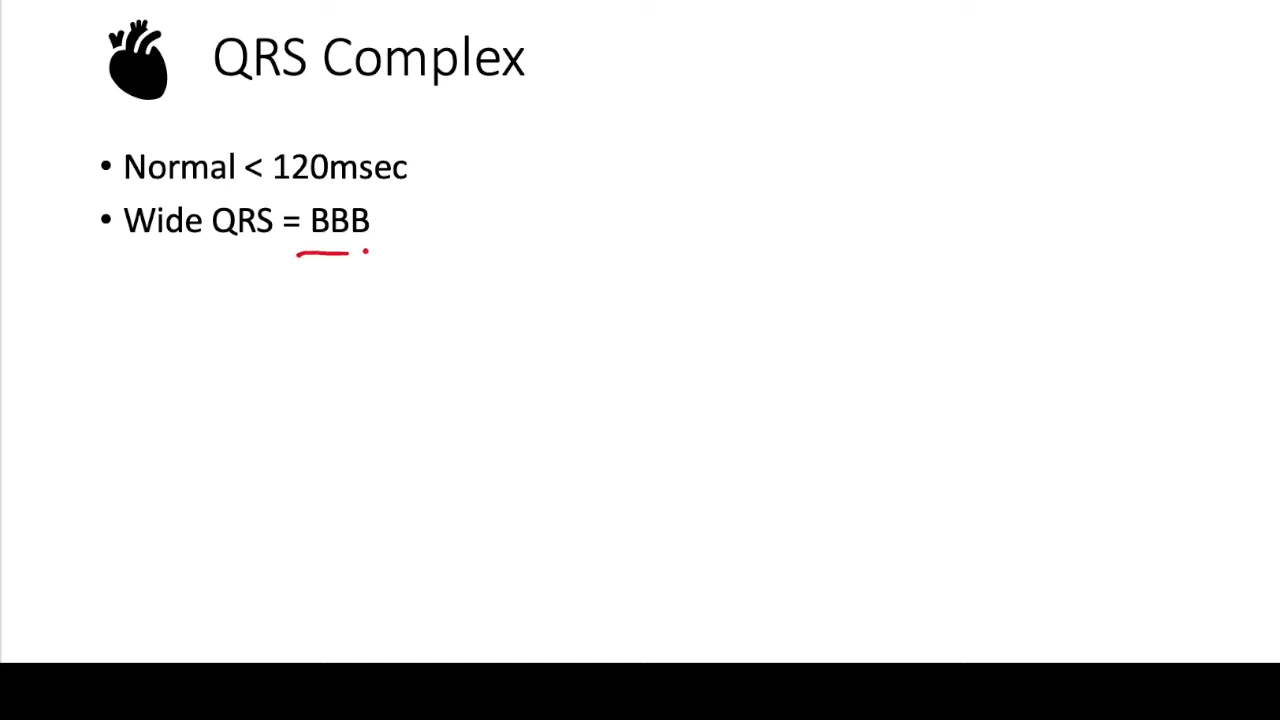 QRS Complex
• Normal < 120msec
• Wide QRS = BBB